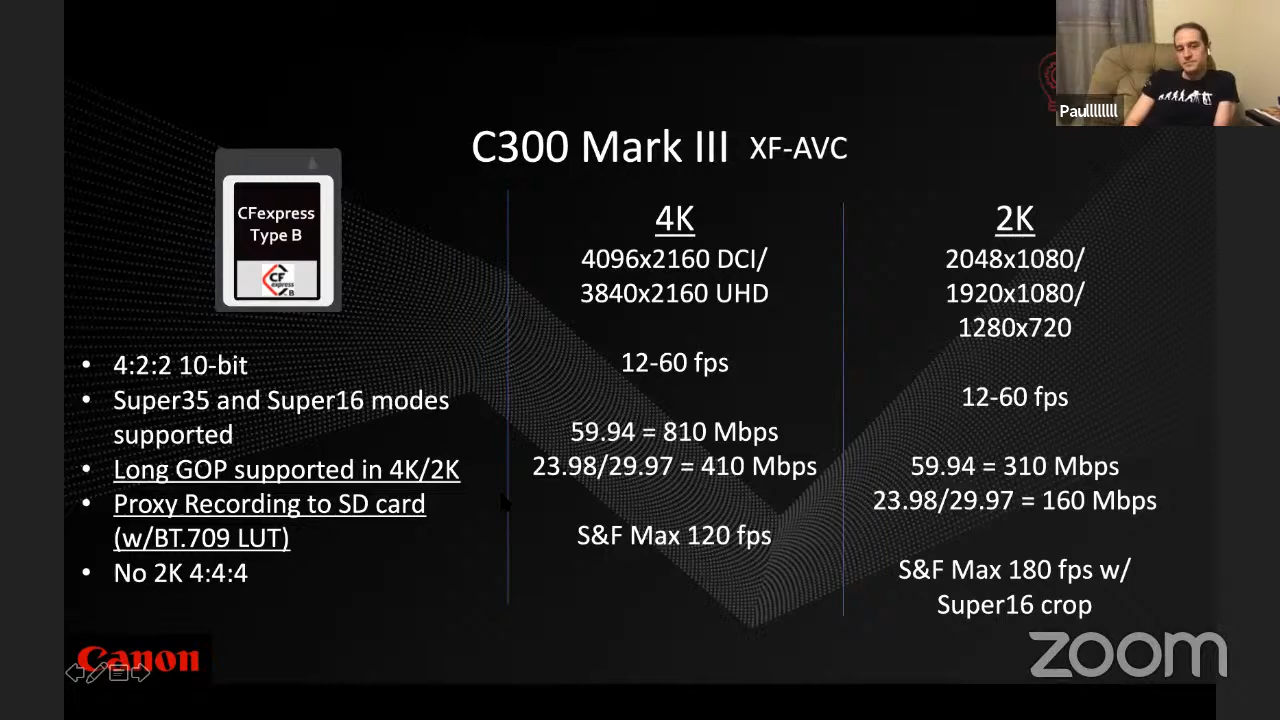 Paullllllll
C300 Mark III XF-AVC
CFexpress
Type B
CF
express
B
4:2:2 10-bit
Super35 and Super16 modes
supported
Long GOP supported in 4K/2K
Proxy Recording to SD card
(w/BT.709 LUT)
No 2K 4:4:4
4K
4096x2160 DCI/
3840x2160 UHD
12-60 fps
59.94 = 810 Mbps
23.98/29.97 = 410 Mbps
S&F Max 120 fps
2K
2048x1080/
1920x1080/
1280x720
12-60 fps
59.94 = 310 Mbps
23.98/29.97 = 160 Mbps
S&F Max 180 fps w/
Super16 crop
Canon
zoom